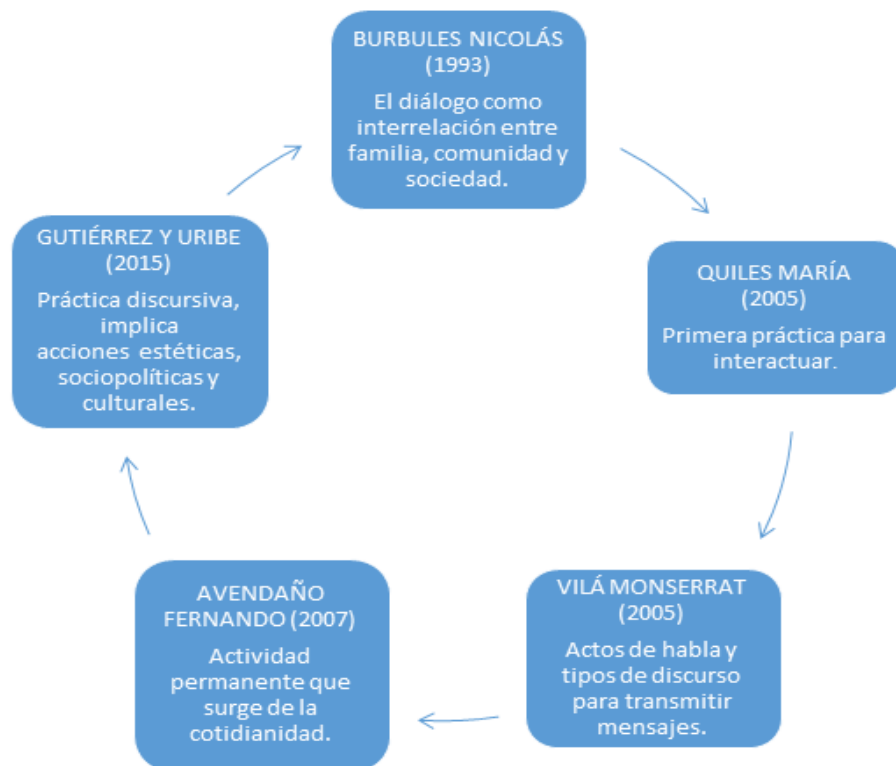 BURBULES NICOLÁS
(1993)
El diálogo como
interrelación entre
familia, comunidad y
sociedad.
QUILES MARÍA
(2005)
Primera práctica para
interactuar.
VILÁ MONSERRAT
(2005)
Actos de habla y
tipos de discurso
para transmitir
mensajes.
AVENDAÑO
FERNANDO (2007)
Actividad
permanente que
surge de la
cotidianidad.
GUTIÉRREZ Y URIBE
(2015)
Práctica discursiva,
implica
acciones estéticas,
sociopolíticas y
culturales.